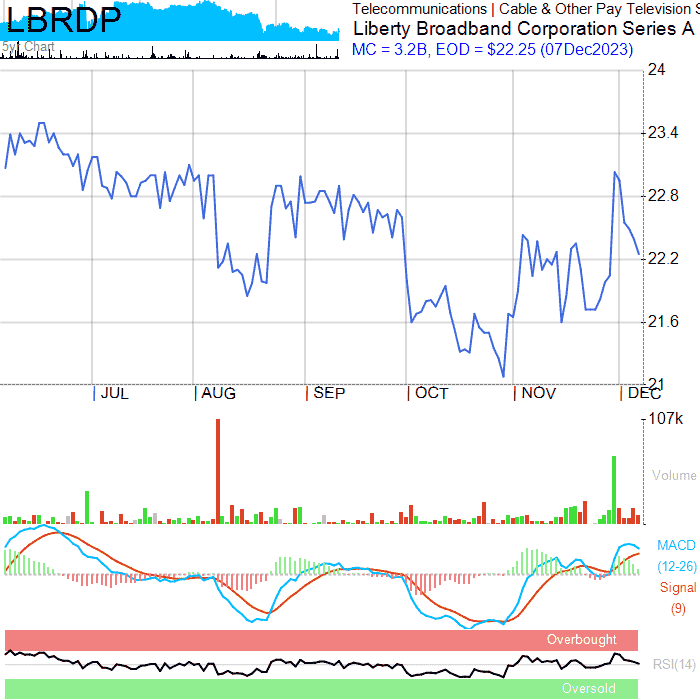 LBRDP
5yr Chart
Telecommunications | Cable & Other Pay Television S
Liberty Broadband Corporation Series A
MC = 3.2B, EOD = $22.25 (07Dec2023)
24
23.4
22.8
22.2
21.6
21
JUL AUG SEP OCT NOV DEC
107k
Volume
MACD
(12-26)
Signal
(9)
Overbought
RSI(14)
Oversold